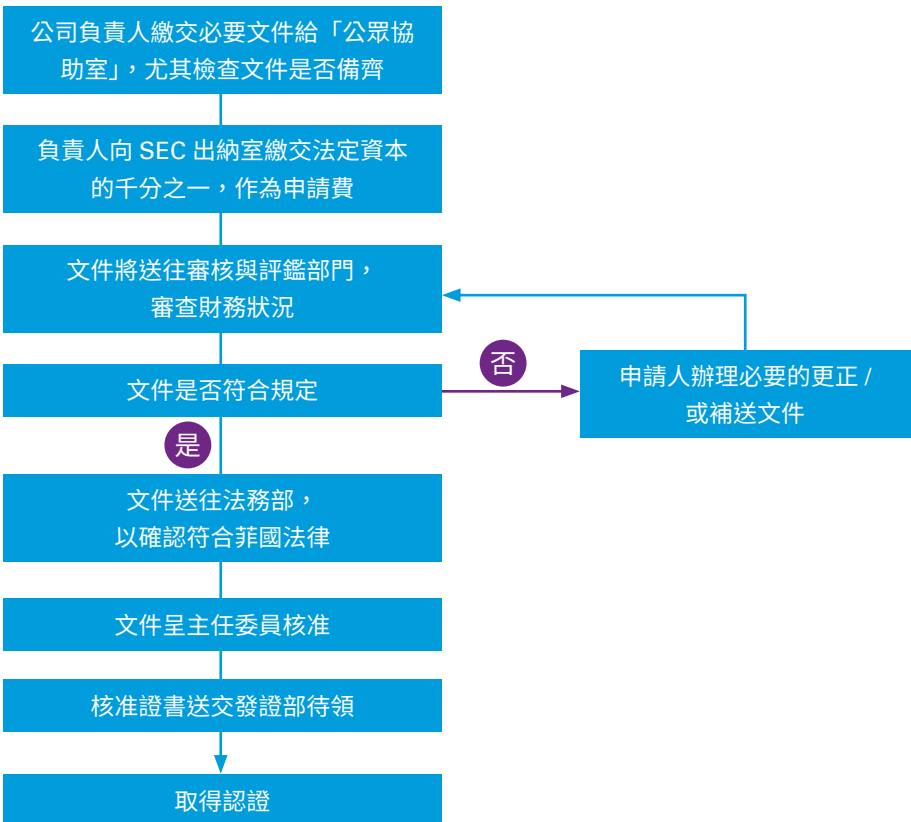 公司負責人繳交必要文件給「公眾協
助室」，尤其檢查文件是否備齊
負責人向 SEC 出納室繳交法定資本
的千分之一，作為申請費
文件將送往審核與評鑑部門，
審查財務狀況
文件是否符合規定
否
申請人辦理必要的更正 /
或補送文件
是
文件送往法務部，
以確認符合菲國法律
文件呈主任委員核准
核准證書送交發證部待領
取得認證